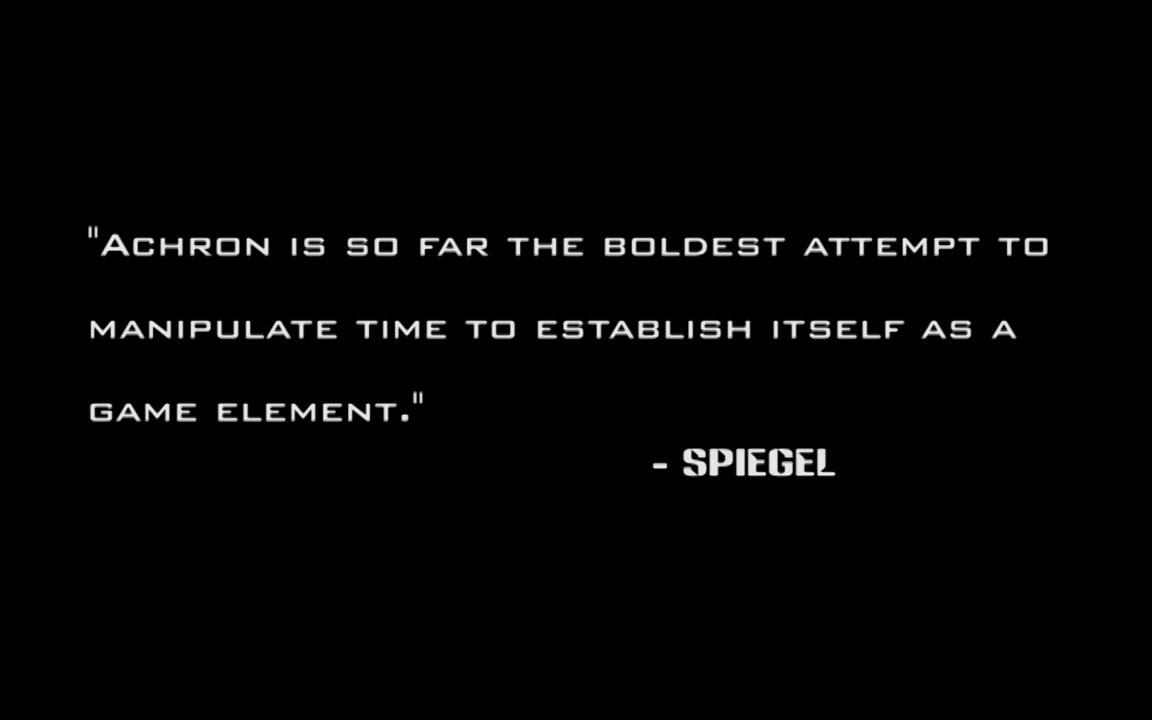 "Achron is so far the boldest attempt to
manipulate time to establish itself as a
game element."
- SPIEGEL